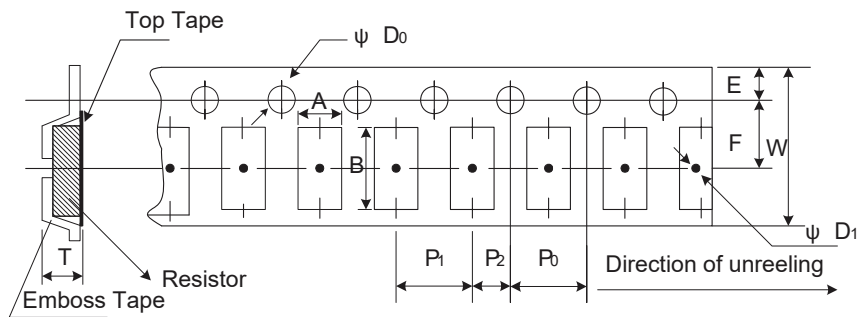 Top Tape
ψ D0
A
E
B
F
W
T
Resistor
Emboss Tape
P1
P2
P0
ψ D1
Direction of unreeling